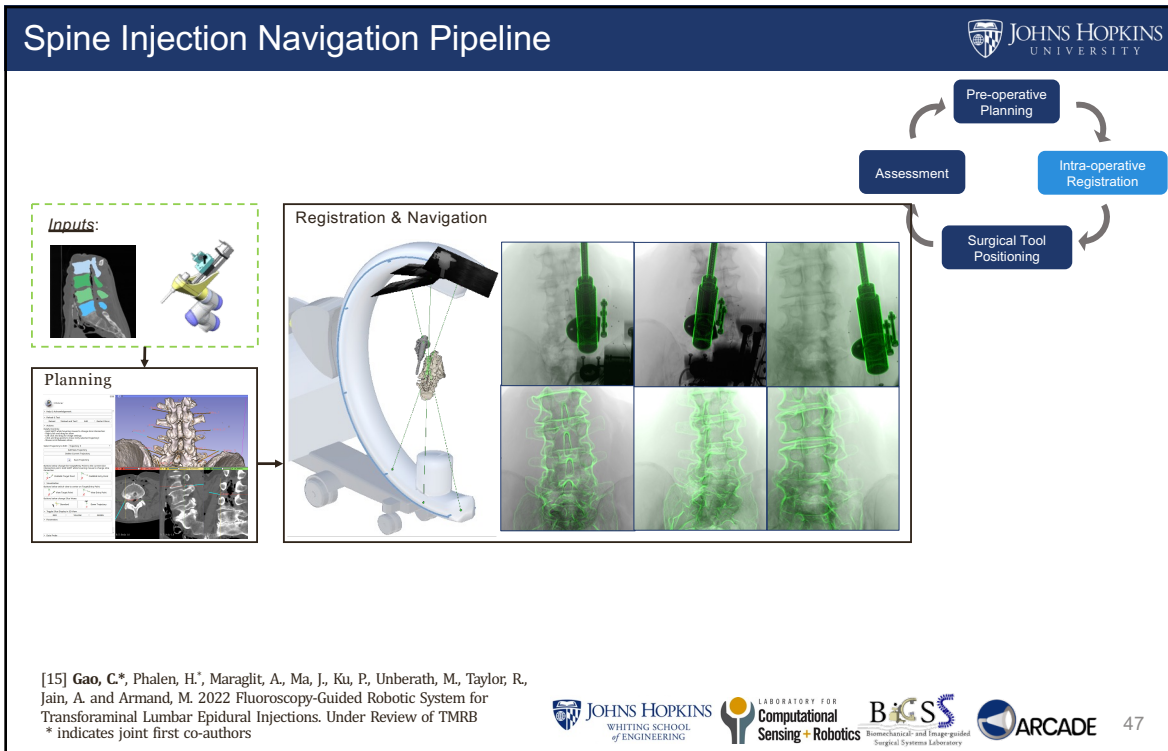 Spine Injection Navigation Pipeline
JOHNS HOPKINS
UNIVERSITY
Pre-operative
Planning
Assessment
Intra-operative
Registration
Surgical Tool
Positioning
Inputs:
Planning
Registration & Navigation
[15] Gao, C.*, Phalen, H.*, Maraglit, A., Ma, J., Ku, P., Unberath, M., Taylor, R.,
Jain, A. and Armand, M. 2022 Fluoroscopy-Guided Robotic System for
Transforaminal Lumbar Epidural Injections. Under Review of TMRB
* indicates joint first co-authors
JOHNS HOPKINS
WHITING SCHOOL
of ENGINEERING
LABORATORY FOR
Computational
Sensing + Robotics
BiGSS
Biomechanical- and Image-guided
Surgical Systems Laboratory
ARCADE
47